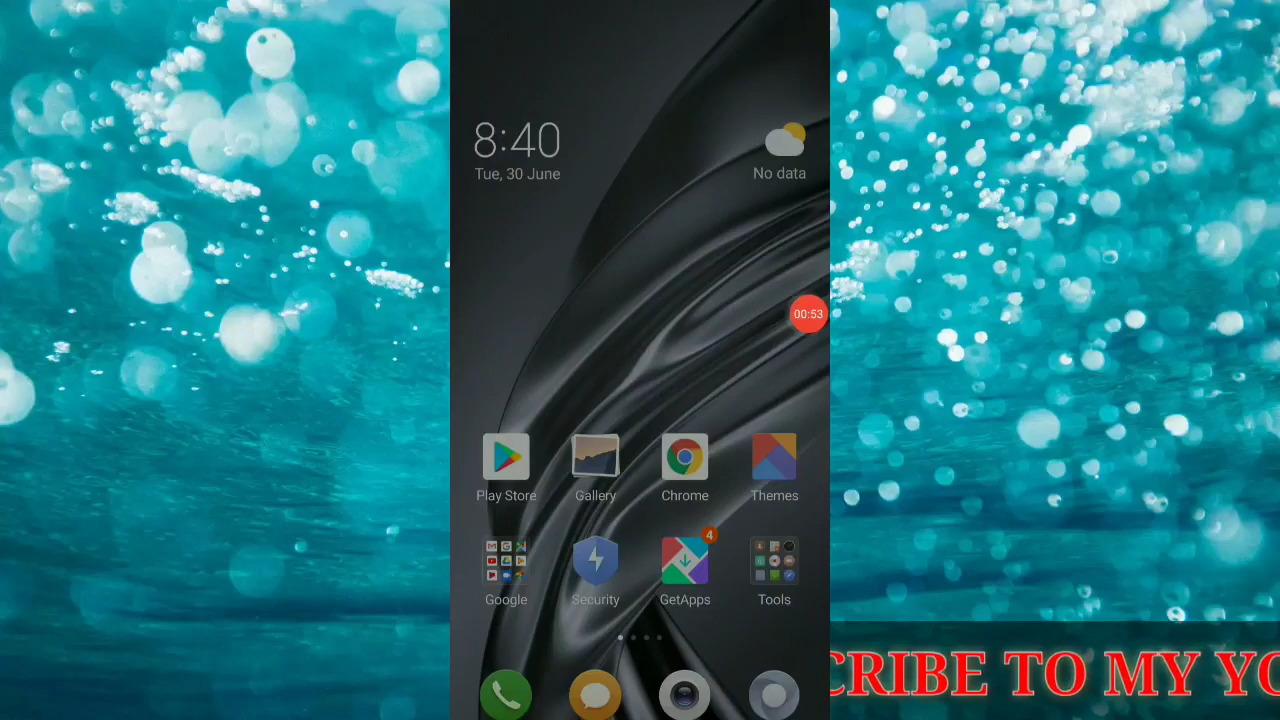 8:40
Tue, 30 June
No data
00:53
Play Store
Gallery
Chrome
Themes
4
Google
Security
GetApps
Tools
CRIBE TO MY YO